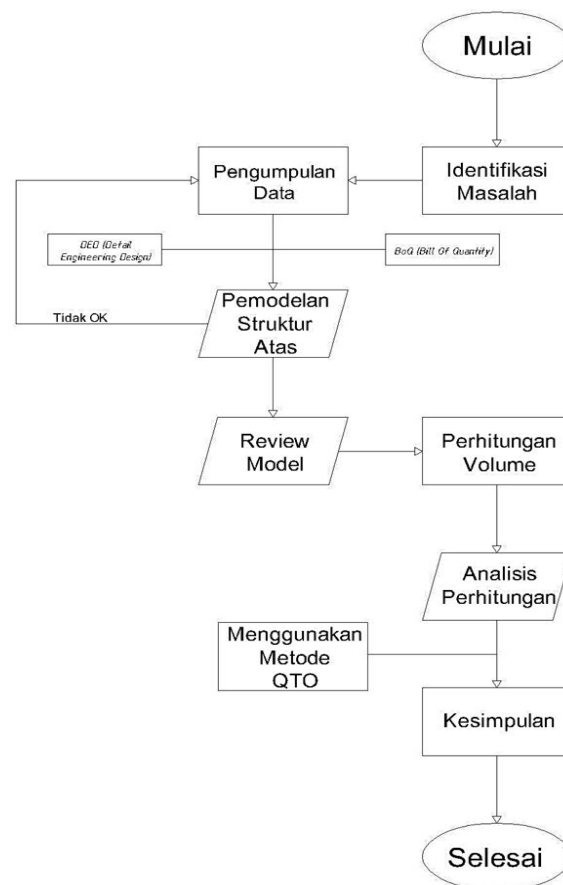 Mulai
Identifikasi
Masalah
Pengumpulan
Data
DED (Detail
Engineering Design)
BoQ (Bill Of Quantity)
Pemodelan
Struktur
Atas
Tidak OK
Review
Model
Perhitungan
Volume
Analisis
Perhitungan
Menggunakan
Metode
QTO
Kesimpulan
Selesai